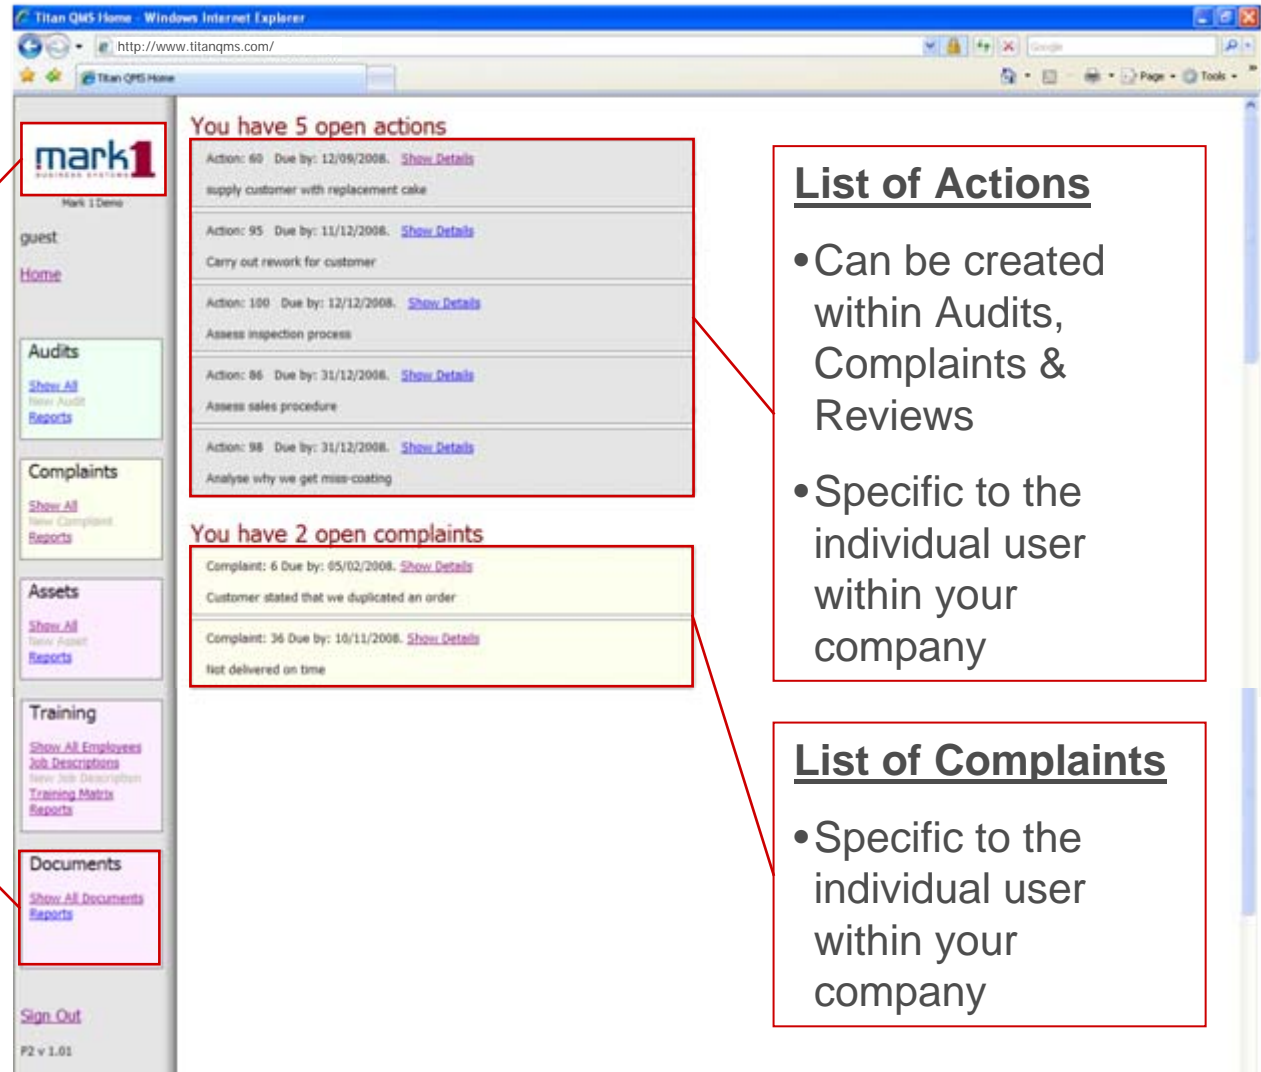 Titan QMS Home - Windows Internet Explorer
http://www.titanqms.com/
Google
Titan QMS Home
Page
Tools
mark1
BUSINESS SYSTEMS
Mark 1 Demo
guest
Home
Audits
Show All
New Audit
Reports
Complaints
Show All
New Complaint
Reports
Assets
Show All
New Asset
Reports
Training
Show All Employees
Job Descriptions
New Job Description
Training Matrix
Reports
Documents
Show All Documents
Reports
Sign Out
P2 v 1.01
You have 5 open actions
Action: 60 Due by: 12/09/2008. Show Details
supply customer with replacement cake
Action: 95 Due by: 11/12/2008. Show Details
Carry out rework for customer
Action: 100 Due by: 12/12/2008. Show Details
Assess inspection process
Action: 86 Due by: 31/12/2008. Show Details
Assess sales procedure
Action: 98 Due by: 31/12/2008. Show Details
Analyse why we get miss-coating
You have 2 open complaints
Complaint: 6 Due by: 05/02/2008. Show Details
Customer stated that we duplicated an order
Complaint: 36 Due by: 10/11/2008. Show Details
Not delivered on time
List of Actions
•Can be created
within Audits,
Complaints &
Reviews
•Specific to the
individual user
within your
company
List of Complaints
•Specific to the
individual user
within your
company